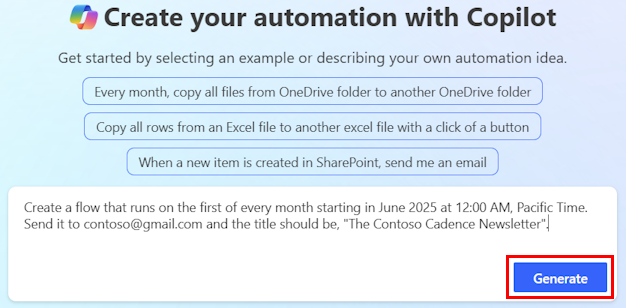 Create your automation with Copilot
Get started by selecting an example or describing your own automation idea.
Every month, copy all files from OneDrive folder to another OneDrive folder
Copy all rows from an Excel file to another excel file with a click of a button
When a new item is created in SharePoint, send me an email
Create a flow that runs on the first of every month starting in June 2025 at 12:00 AM, Pacific Time.
Send it to contoso@gmail.com and the title should be, "The Contoso Cadence Newsletter".
Generate